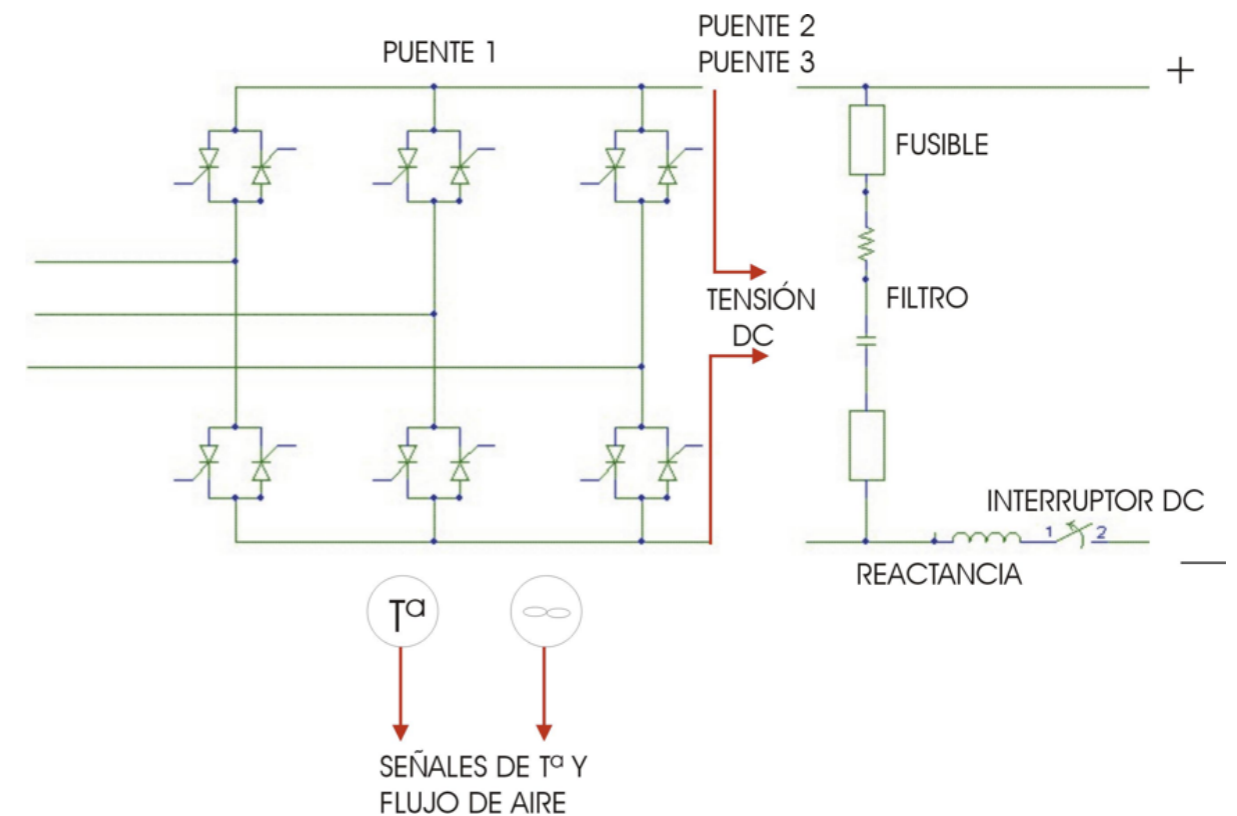 PUENTE 1
PUENTE 2
PUENTE 3
+
FUSIBLE
TENSIÓN
DC
FILTRO
INTERRUPTOR DC
1 2
REACTANCIA
—
Tª
SEÑALES DE Tª Y
FLUJO DE AIRE